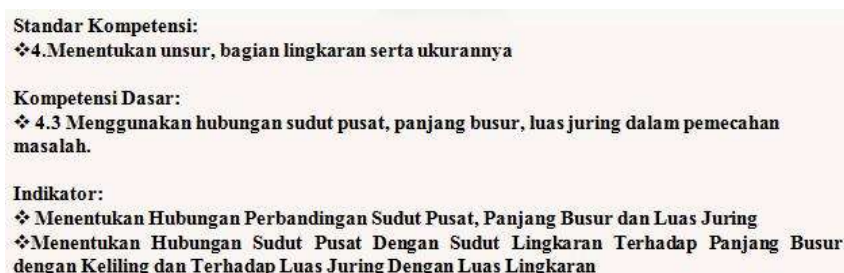 Standar Kompetensi:
❖4.Menentukan unsur, bagian lingkaran serta ukurannya
Kompetensi Dasar:
❖ 4.3 Menggunakan hubungan sudut pusat, panjang busur, luas juring dalam pemecahan
masalah.
Indikator:
❖ Menentukan Hubungan Perbandingan Sudut Pusat, Panjang Busur dan Luas Juring
❖Menentukan Hubungan Sudut Pusat Dengan Sudut Lingkaran Terhadap Panjang Busur
dengan Keliling dan Terhadap Luas Juring Dengan Luas Lingkaran